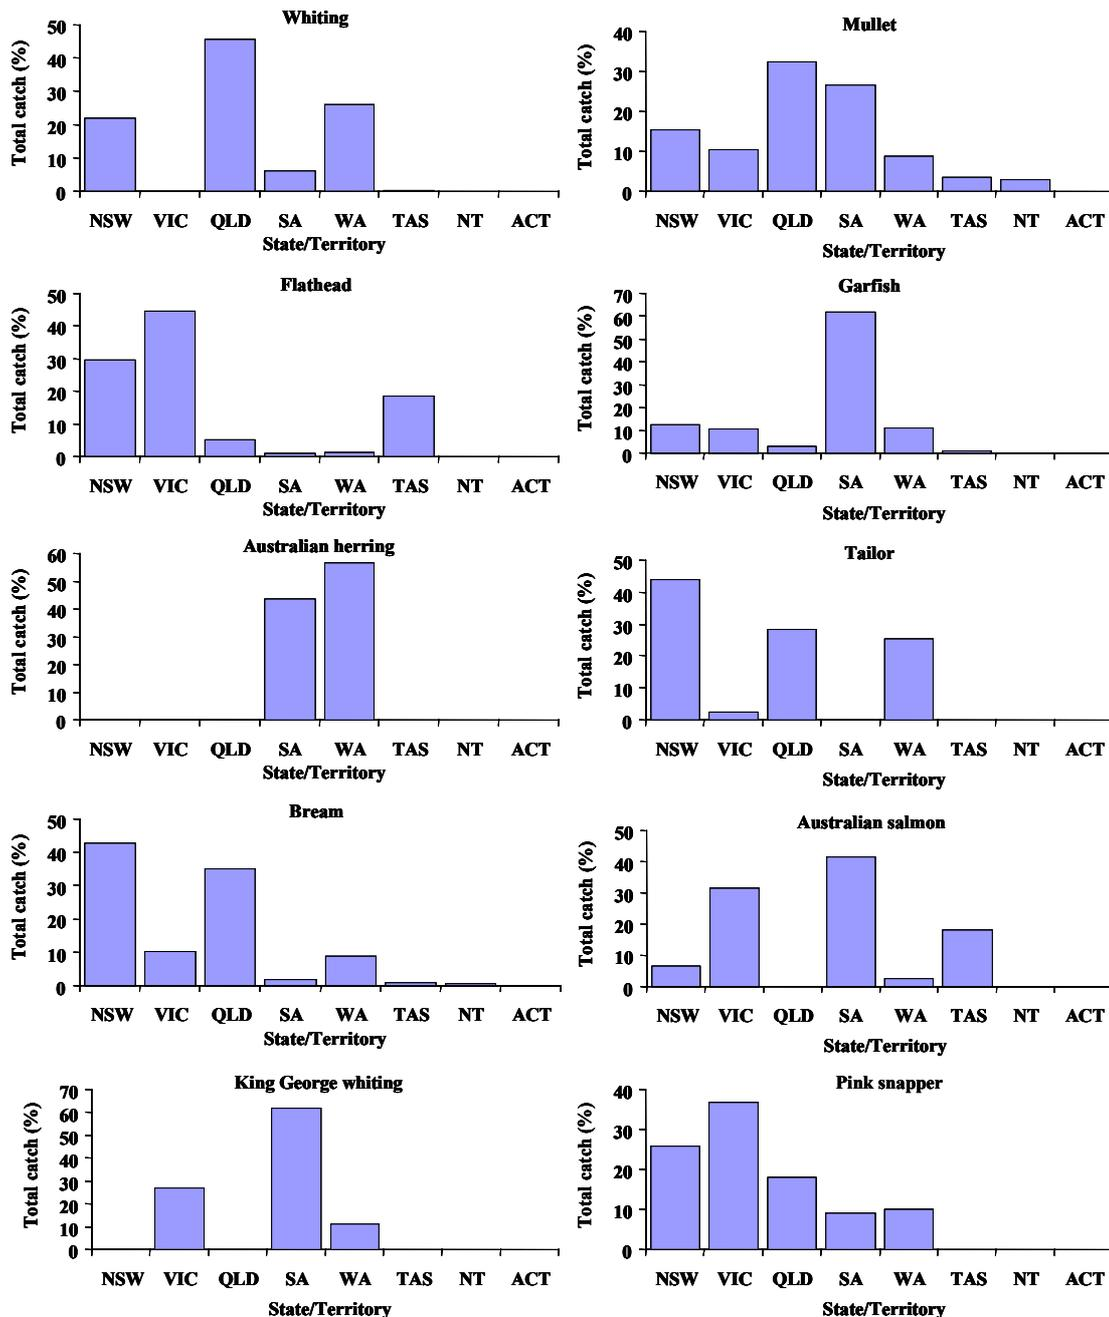 Whiting
Total catch (%)
50
40
30
20
10
0
NSW VIC QLD SA WA TAS NT ACT
State/Territory
Mullet
Total catch (%)
40
30
20
10
0
NSW VIC QLD SA WA TAS NT ACT
State/Territory
Flathead
Total catch (%)
50
40
30
20
10
0
NSW VIC QLD SA WA TAS NT ACT
State/Territory
Garfish
Total catch (%)
70
60
50
40
30
20
10
0
NSW VIC QLD SA WA TAS NT ACT
State/Territory
Australian herring
Total catch (%)
60
50
40
30
20
10
0
NSW VIC QLD SA WA TAS NT ACT
State/Territory
Tailor
Total catch (%)
50
40
30
20
10
0
NSW VIC QLD SA WA TAS NT ACT
State/Territory
Bream
Total catch (%)
50
40
30
20
10
0
NSW VIC QLD SA WA TAS NT ACT
State/Territory
Australian salmon
Total catch (%)
50
40
30
20
10
0
NSW VIC QLD SA WA TAS NT ACT
State/Territory
King George whiting
Total catch (%)
70
60
50
40
30
20
10
0
NSW VIC QLD SA WA TAS NT ACT
State/Territory
Pink snapper
Total catch (%)
40
30
20
10
0
NSW VIC QLD SA WA TAS NT ACT
State/Territory